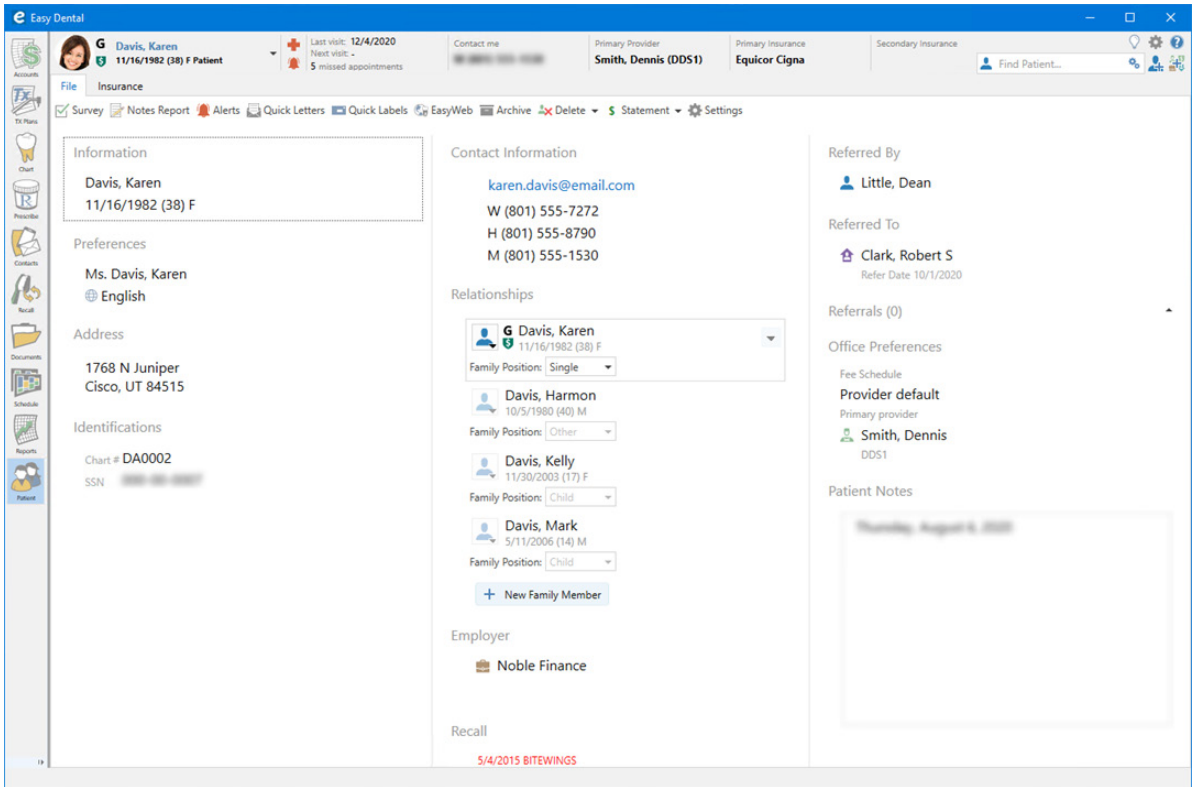 Easy Dental
G Davis, Karen
11/16/1982 (38) F Patient
Last visit: 12/4/2020
Next visit: -
5 missed appointments
Contact me
Primary Provider
Smith, Dennis (DDS1)
Primary Insurance
Equicor Cigna
Secondary Insurance
Find Patient...
File Insurance
Survey Notes Report Alerts Quick Letters Quick Labels EasyWeb Archive Delete $ Statement Settings
Accounts
TX Plans
Chart
Prescribe
Contacts
Recall
Documents
Schedule
Reports
Patient
Information
Davis, Karen
11/16/1982 (38) F
Preferences
Ms. Davis, Karen
English
Address
1768 N Juniper
Cisco, UT 84515
Identifications
Chart # DA0002
SSN
Contact Information
karen.davis@email.com
W (801) 555-7272
H (801) 555-8790
M (801) 555-1530
Relationships
G Davis, Karen
11/16/1982 (38) F
Family Position: Single
Davis, Harmon
10/5/1980 (40) M
Family Position: Other
Davis, Kelly
11/30/2003 (17) F
Family Position: Child
Davis, Mark
5/11/2006 (14) M
Family Position: Child
+ New Family Member
Employer
Noble Finance
Recall
5/4/2015 BITEWINGS
Referred By
Little, Dean
Referred To
Clark, Robert S
Refer Date 10/1/2020
Referrals (0)
Office Preferences
Fee Schedule
Provider default
Primary provider
Smith, Dennis
DDS1
Patient Notes